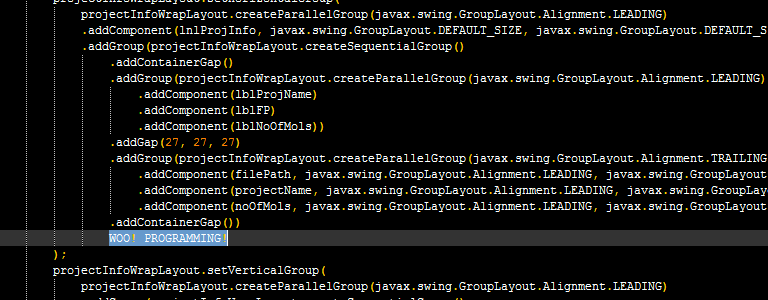 projectInfoWrapLayout.createParallelGroup(javax.swing.GroupLayout.Alignment.LEADING)
.addComponent(lnlProjInfo, javax.swing.GroupLayout.DEFAULT_SIZE, javax.swing.GroupLayout.DEFAULT_S
.addGroup(projectInfoWrapLayout.createSequentialGroup()
.addContainerGap()
.addGroup(projectInfoWrapLayout.createParallelGroup(javax.swing.GroupLayout.Alignment.LEADING)
.addComponent(lblProjName)
.addComponent(lblFP)
.addComponent(lblNoOfMols))
.addGap(27, 27, 27)
.addGroup(projectInfoWrapLayout.createParallelGroup(javax.swing.GroupLayout.Alignment.TRAILING
.addComponent(filePath, javax.swing.GroupLayout.Alignment.LEADING, javax.swing.GroupLayout
.addComponent(projectName, javax.swing.GroupLayout.Alignment.LEADING, javax.swing.GroupLay
.addComponent(noOfMols, javax.swing.GroupLayout.Alignment.LEADING, javax.swing.GroupLayout
.addContainerGap())
WOO! PROGRAMMING!
);
projectInfoWrapLayout.setVerticalGroup(
projectInfoWrapLayout.createParallelGroup(javax.swing.GroupLayout.Alignment.LEADING)